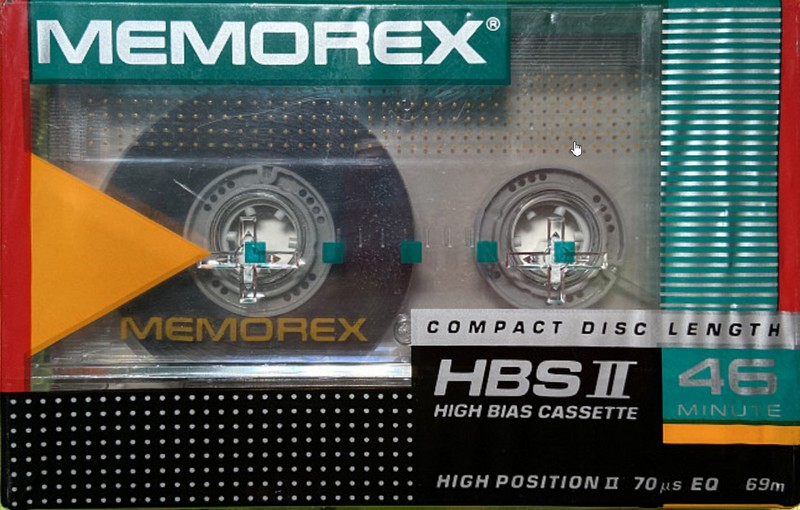 MEMOREX®
MEMOREX
COMPACT DISC LENGTH
HBS II
HIGH BIAS CASSETTE
46
MINUTE
HIGH POSITION II 70μs EQ 69m